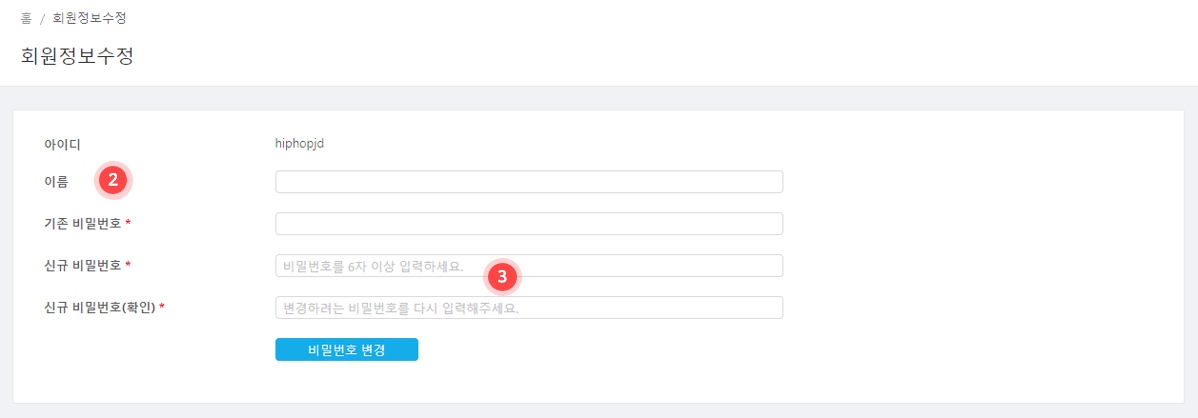 홈 / 회원정보수정
회원정보수정
아이디 hiphopjd
이름 2
기존 비밀번호 *
신규 비밀번호 * 비밀번호를 6자 이상 입력하세요. 3
신규 비밀번호(확인) * 변경하려는 비밀번호를 다시 입력해주세요.
비밀번호 변경